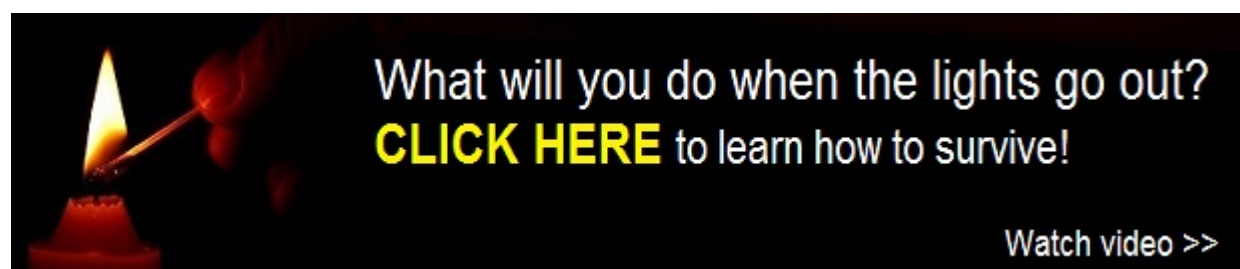 What will you do when the lights go out?
CLICK HERE to learn how to survive!
Watch video >>